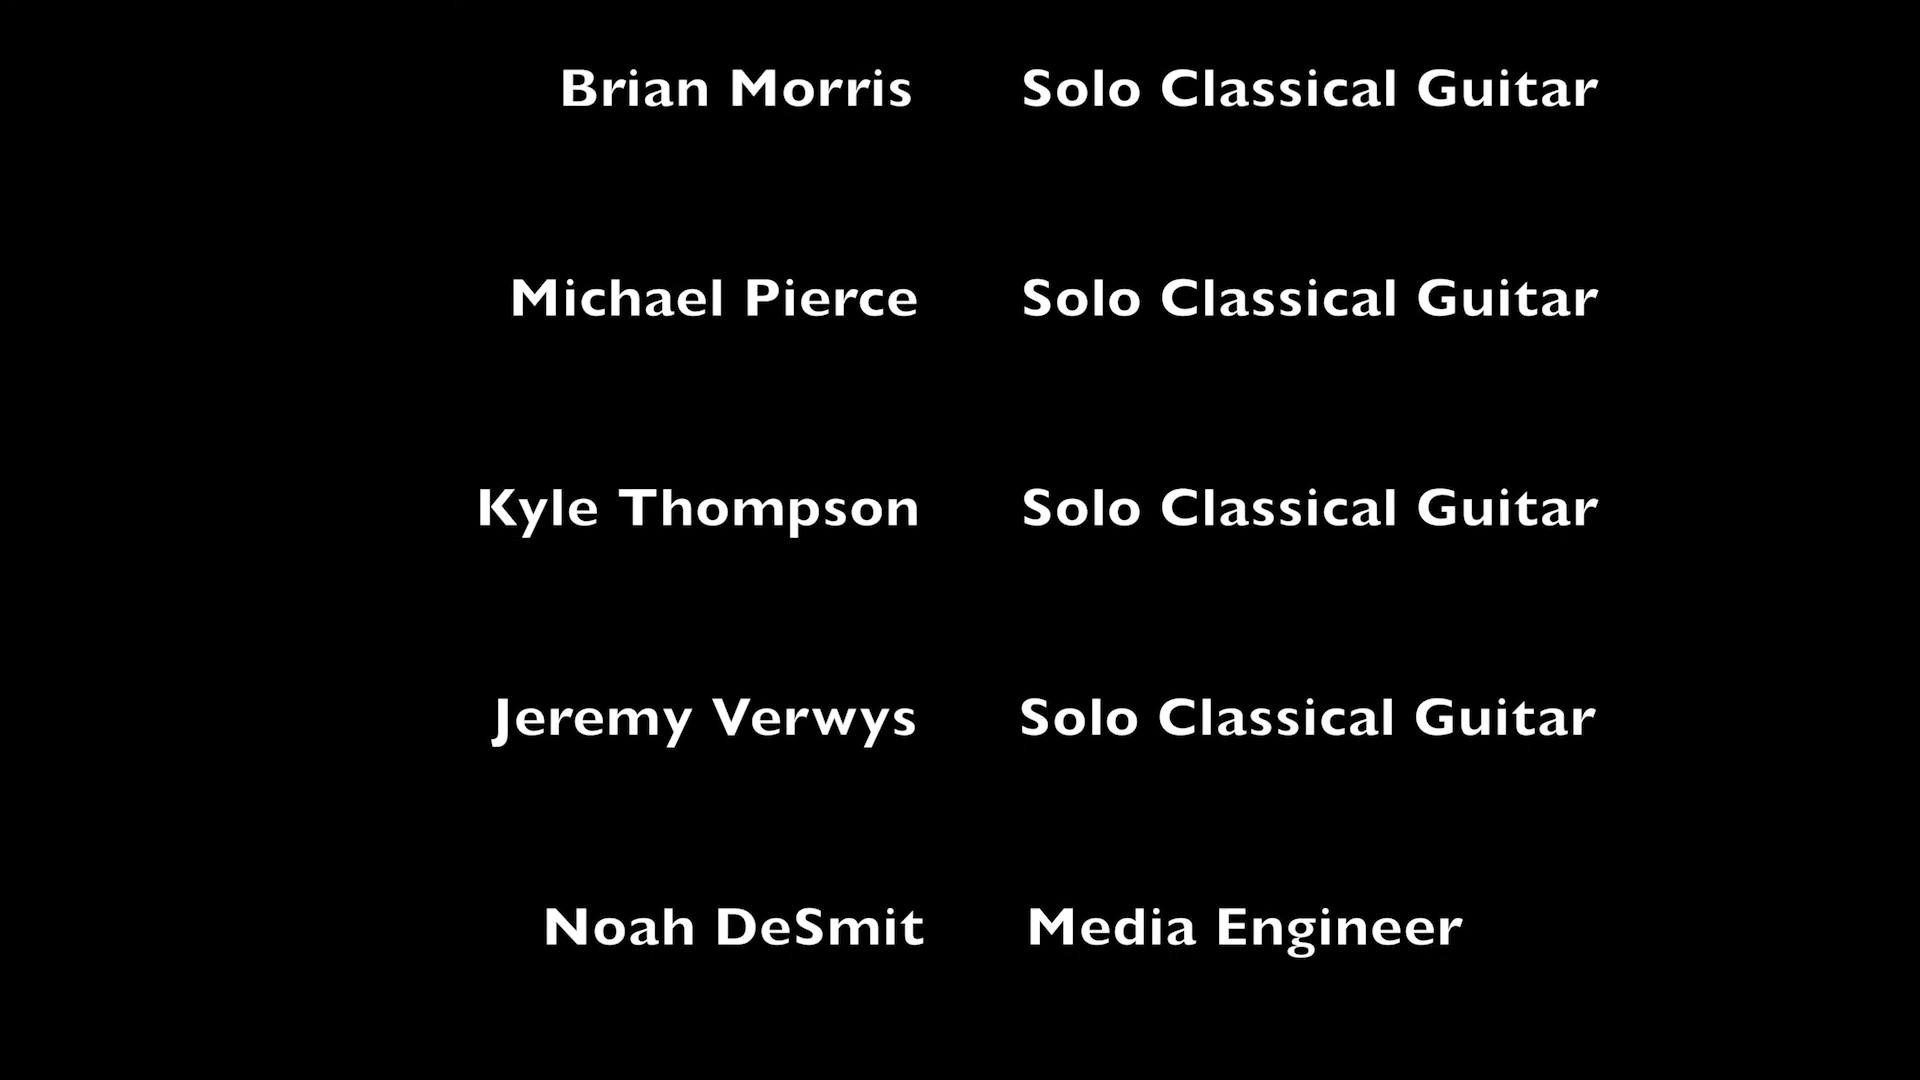 Brian Morris Solo Classical Guitar
Michael Pierce Solo Classical Guitar
Kyle Thompson Solo Classical Guitar
Jeremy Verwys Solo Classical Guitar
Noah DeSmit Media Engineer